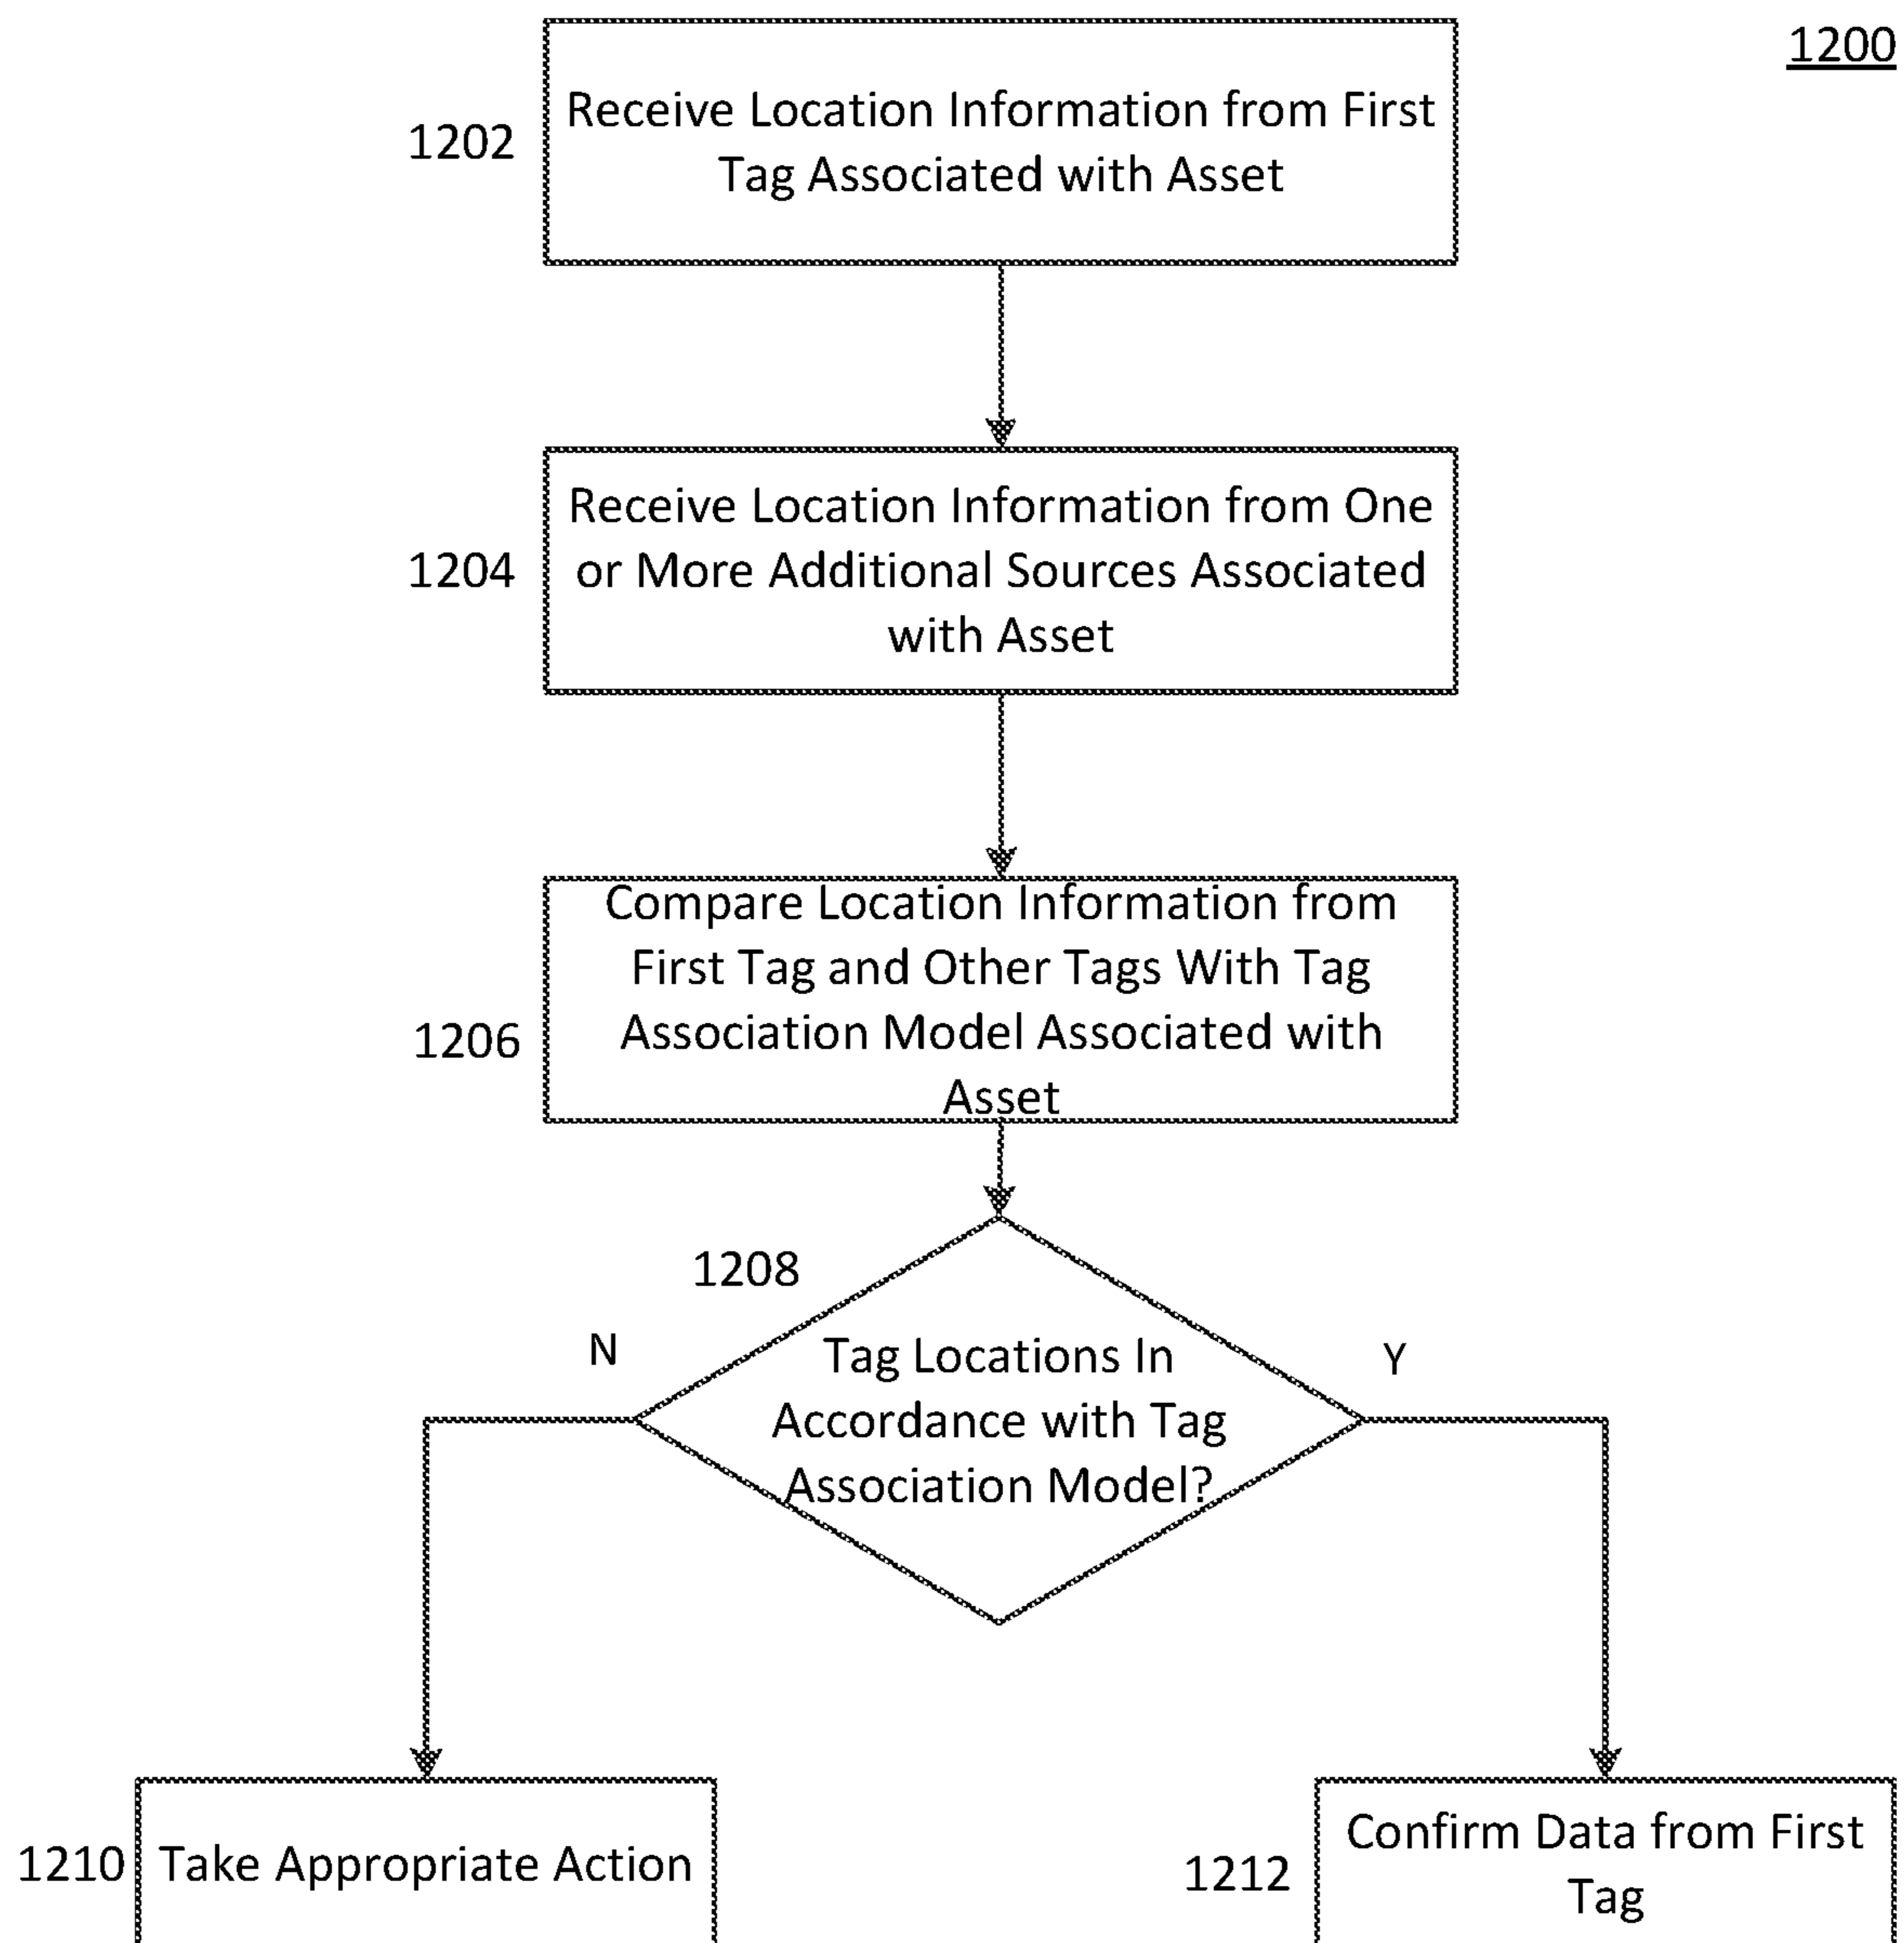 1200
1202
Receive Location Information from First
Tag Associated with Asset
1204
Receive Location Information from One
or More Additional Sources Associated
with Asset
1206
Compare Location Information from
First Tag and Other Tags With Tag
Association Model Associated with
Asset
1208
N
Tag Locations In
Accordance with Tag
Association Model?
Y
1210
Take Appropriate Action
1212
Confirm Data from First
Tag